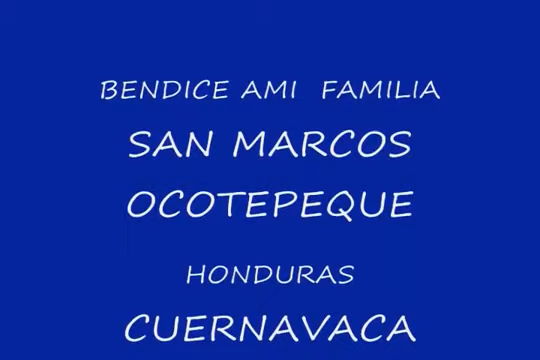 BENDICE AMI FAMILIA
SAN MARCOS
OCOTEPEQUE
HONDURAS
CUERNAVACA